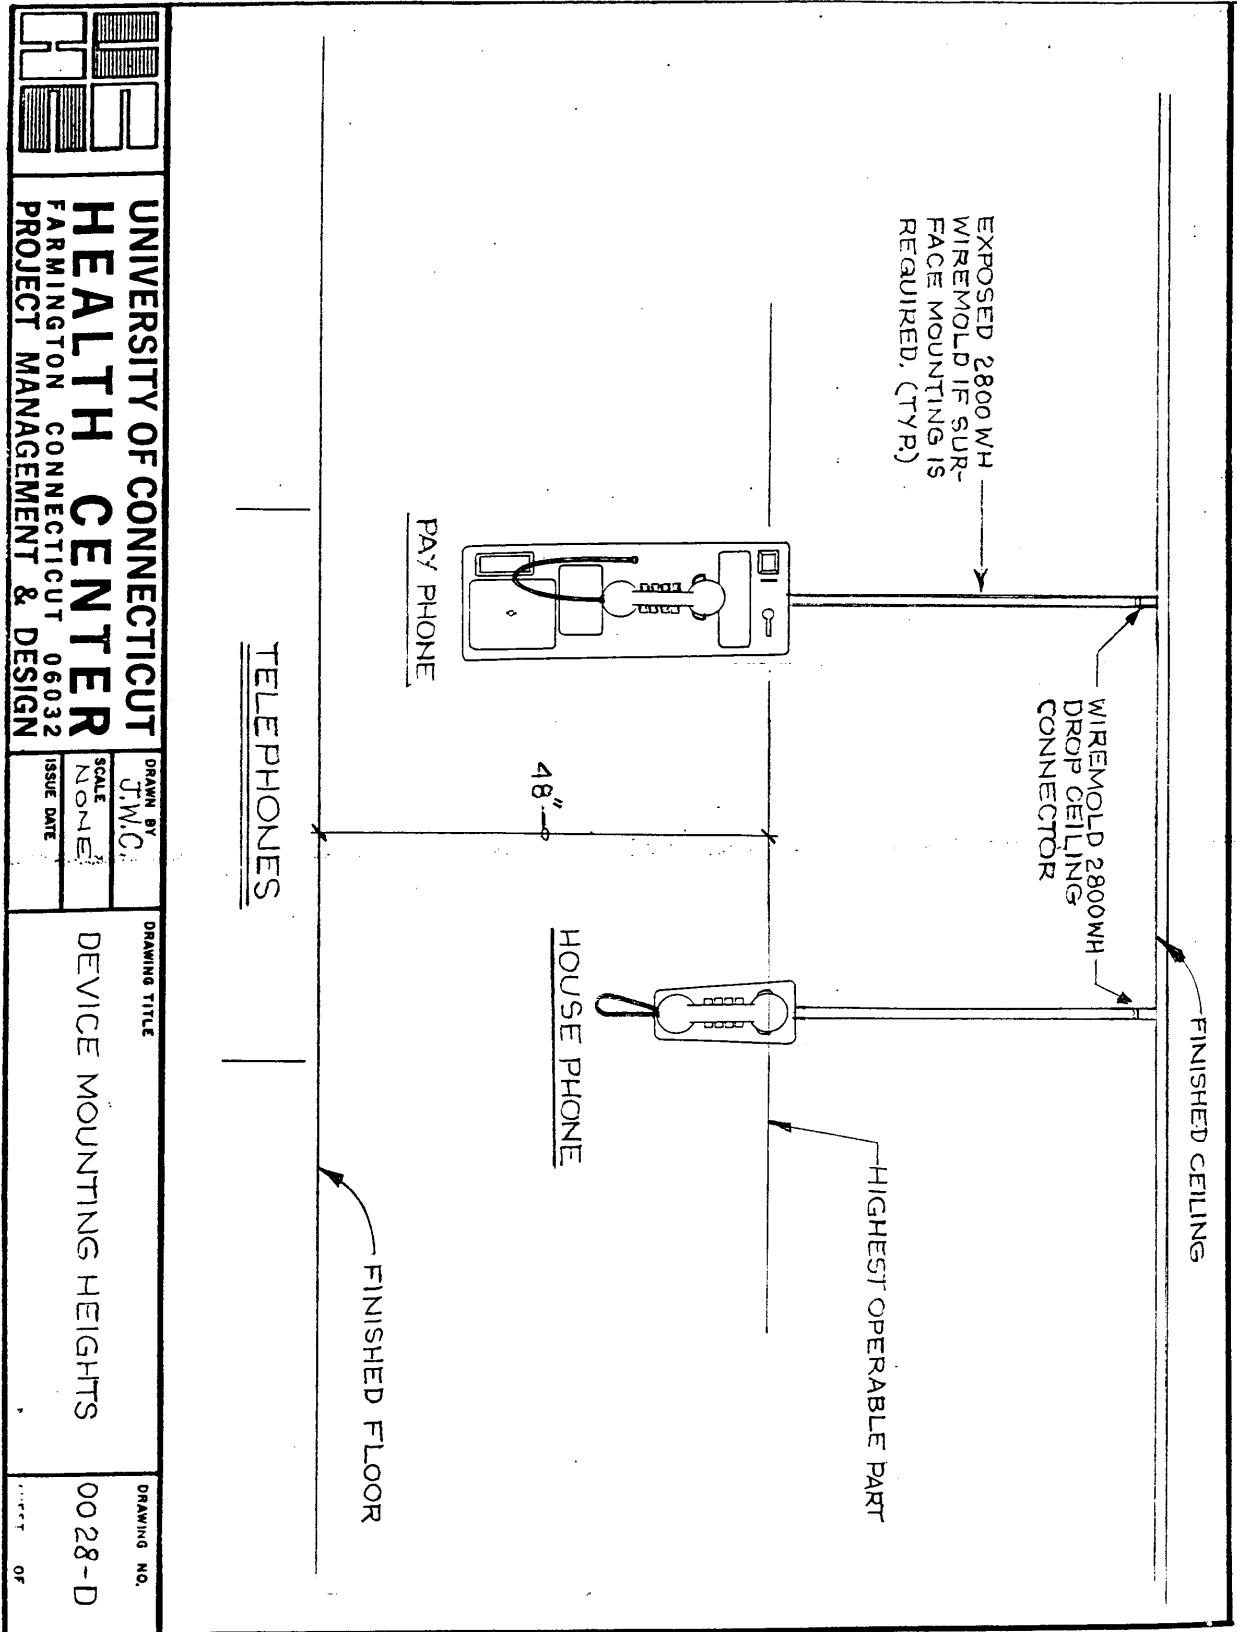 FINISHED CEILING
WIREMOLD 2800WH
DROP CEILING
CONNECTOR
EXPOSED 2800 WH
WIREMOLD IF SUR-
FACE MOUNTING IS
REQUIRED. (TYP.)
HIGHEST OPERABLE PART
48"
PAY PHONE
HOUSE PHONE
FINISHED FLOOR
TELEPHONES
UNIVERSITY OF CONNECTICUT
HEALTH CENTER
FARMINGTON CONNECTICUT 06032
PROJECT MANAGEMENT & DESIGN
DRAWN BY
J.W.C.
SCALE
NONE
ISSUE DATE
DRAWING TITLE
DEVICE MOUNTING HEIGHTS
DRAWING NO.
0028-D
OF